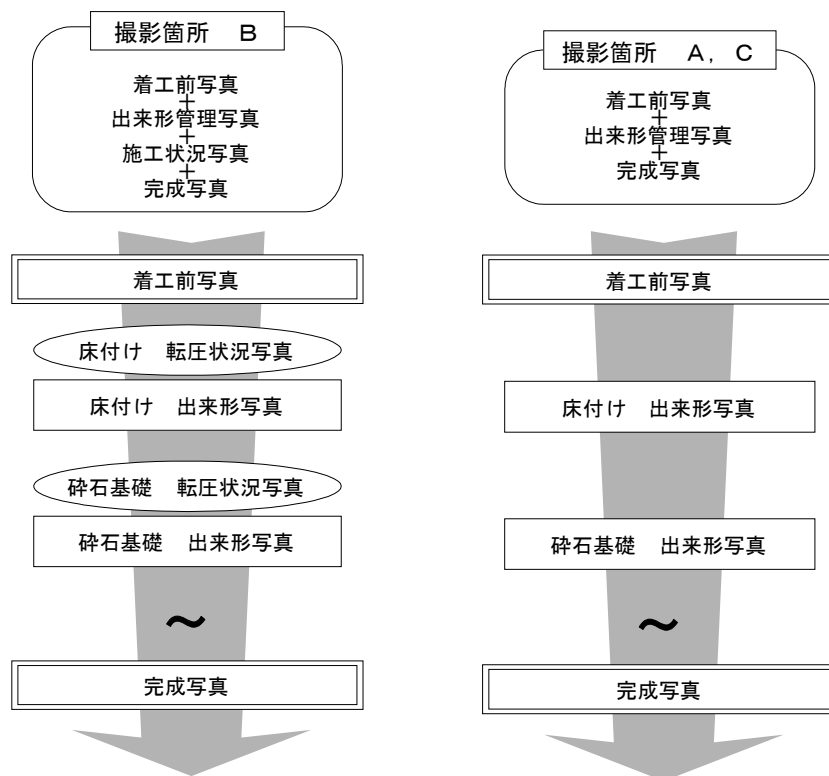 撮影箇所　B
着工前写真
＋
出来形管理写真
＋
施工状況写真
＋
完成写真
着工前写真
床付け　転圧状況写真
床付け　出来形写真
砕石基礎　転圧状況写真
砕石基礎　出来形写真
～
完成写真
撮影箇所　A，C
着工前写真
＋
出来形管理写真
＋
完成写真
着工前写真
床付け　出来形写真
砕石基礎　出来形写真
～
完成写真